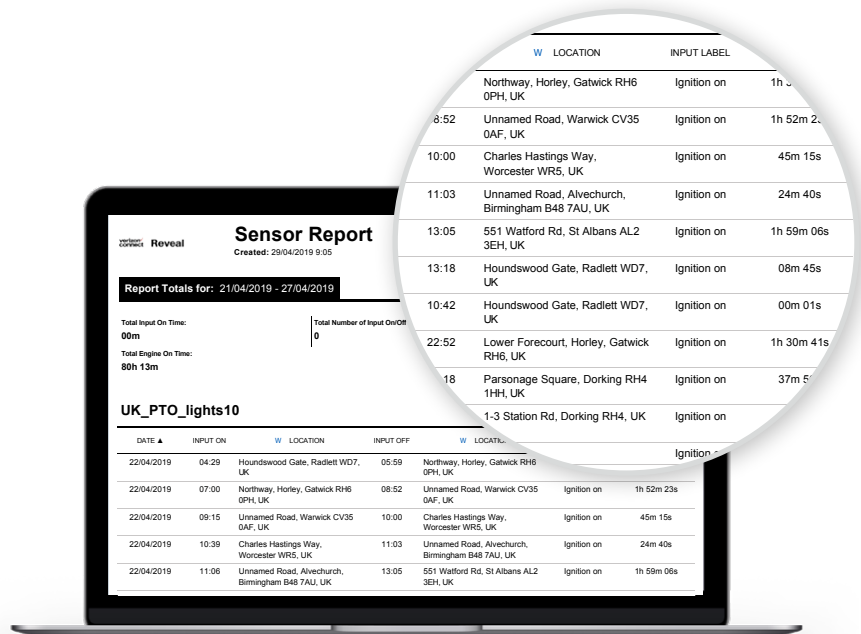 W LOCATION INPUT LABEL
Northway, Horley, Gatwick RH6 Ignition on 1h
0PH, UK
8:52 Unnamed Road, Warwick CV35 Ignition on 1h 52m
0AF, UK
10:00 Charles Hastings Way, Ignition on 45m 15s
Worcester WR5, UK
11:03 Unnamed Road, Alvechurch, Ignition on 24m 40s
Birmingham B48 7AU, UK
13:05 551 Watford Rd, St Albans AL2 Ignition on 1h 59m 06s
3EH, UK
13:18 Houndswood Gate, Radlett WD7, Ignition on 08m 45s
UK
10:42 Houndswood Gate, Radlett WD7, Ignition on 00m 01s
UK
22:52 Lower Forecourt, Horley, Gatwick Ignition on 1h 30m 41s
RH6, UK
18 Parsonage Square, Dorking RH4 Ignition on 37m
1HH, UK
1-3 Station Rd, Dorking RH4, UK Ignition on
Ignition
verizon connect Reveal
Sensor Report
Created: 29/04/2019 9:05
Report Totals for: 21/04/2019 - 27/04/2019
Total Input On Time: Total Number of Input On/Off
00m 0
Total Engine On Time:
80h 13m
UK_PTO_lights10
DATE ▲ INPUT ON W LOCATION INPUT OFF W
22/04/2019 04:29 Houndswood Gate, Radlett WD7, 05:59 Northway, Horley, Gatwick RH6
UK 0PH, UK
22/04/2019 07:00 Northway, Horley, Gatwick RH6 08:52 Unnamed Road, Warwick CV35 Ignition on 1h 52m 23s
0PH, UK 0AF, UK
22/04/2019 09:15 Unnamed Road, Warwick CV35 10:00 Charles Hastings Way, Ignition on 45m 15s
0AF, UK Worcester WR5, UK
22/04/2019 10:39 Charles Hastings Way, 11:03 Unnamed Road, Alvechurch, Ignition on 24m 40s
Worcester WR5, UK Birmingham B48 7AU, UK
22/04/2019 11:06 Unnamed Road, Alvechurch, 13:05 551 Watford Rd, St Albans AL2 Ignition on 1h 59m 06s
Birmingham B48 7AU, UK 3EH, UK